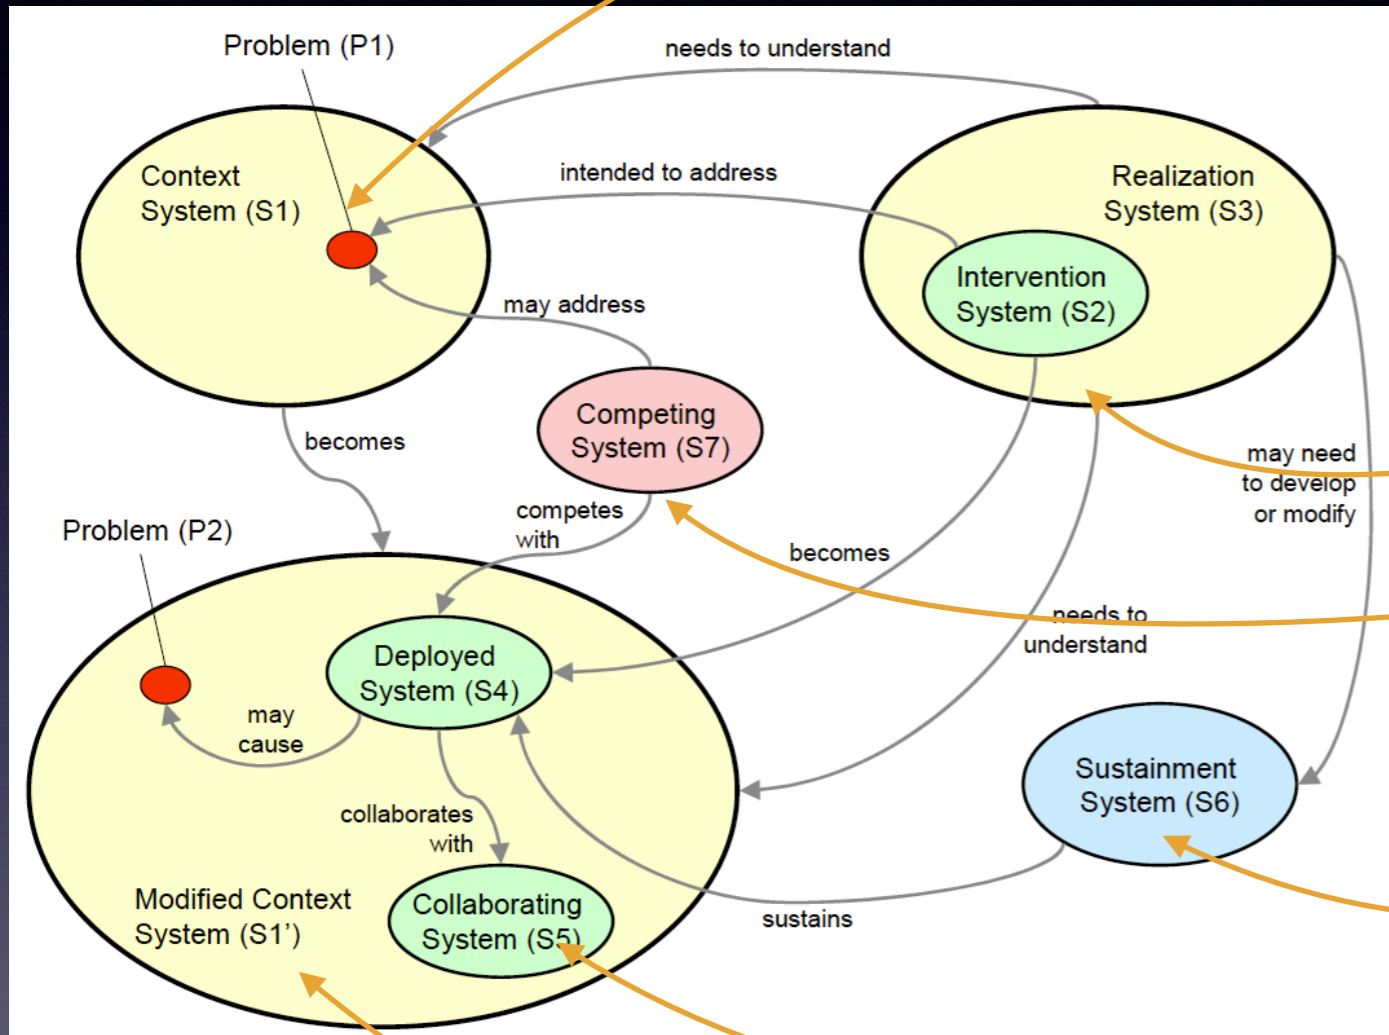 Problem (P1)
needs to understand
Context
System (S1)
intended to address
Realization
System (S3)
Intervention
System (S2)
may address
Competing
System (S7)
becomes
may need
to develop
or modify
competes
with
Problem (P2)
becomes
needs to
understand
Deployed
System (S4)
may
cause
Sustainment
System (S6)
collaborates
with
Modified Context
System (S1')
Collaborating
System (S5)
sustains